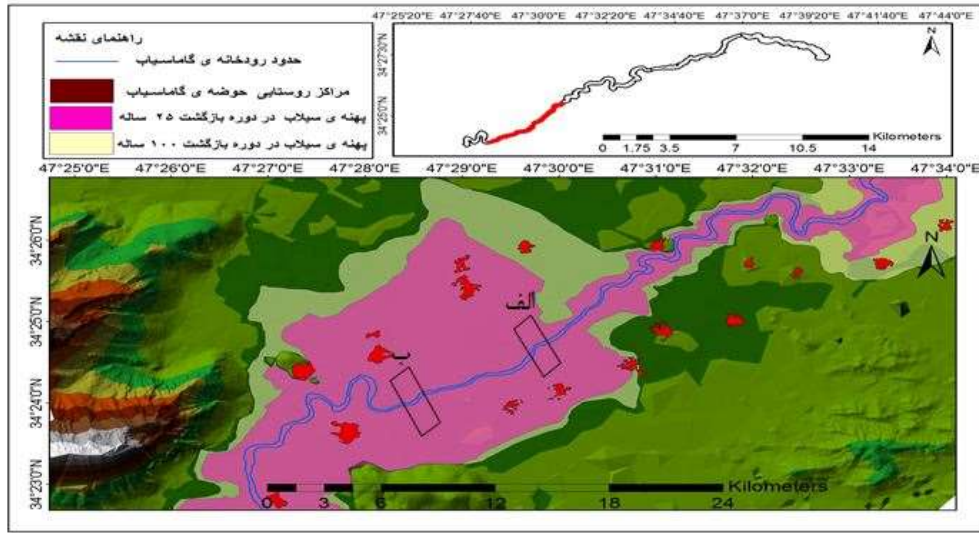 راهنمای نقشه
حدود رودخانه ی گاماسیاب
مراکز روستایی حوضه ی گاماسیاب
پهنه ی سیلاب در دوره بازگشت ۲۵ ساله
پهنه ی سیلاب در دوره بازگشت ۱۰۰ ساله
47°25'20"E 47°27'40"E 47°30'0"E 47°32'20"E 47°34'40"E 47°37'0"E 47°39'20"E 47°41'40"E 47°44'0"E
34°27'30"N
34°25'0"N
N
Kilometers
0 1.75 3.5 7 10.5 14
47°25'0"E 47°26'0"E 47°27'0"E 47°28'0"E 47°29'0"E 47°30'0"E 47°31'0"E 47°32'0"E 47°33'0"E 47°34'0"E
34°26'0"N
34°25'0"N
34°24'0"N
34°23'0"N
N
الف
ب
Kilometers
0 3 6 12 18 24